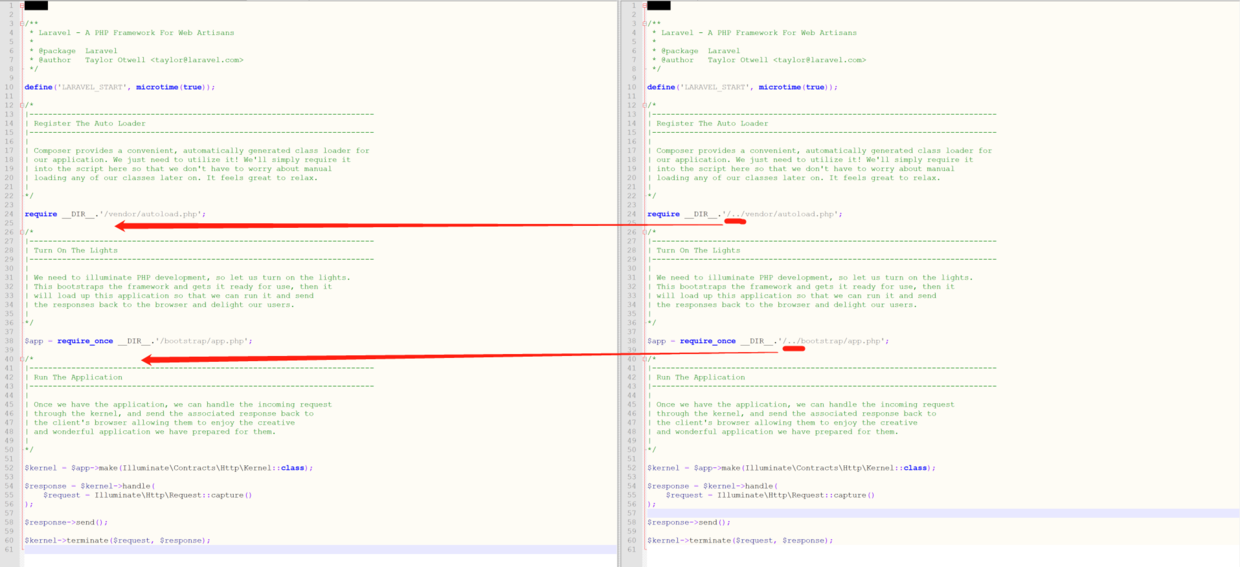 1
2
3 /**
4 * Laravel - A PHP Framework For Web Artisans
5 *
6 * @package  Laravel
7 * @author   Taylor Otwell <taylor@laravel.com>
8 */
9
10 define('LARAVEL_START', microtime(true));
11
12 /*
13 |--------------------------------------------------------------------------
14 | Register The Auto Loader
15 |--------------------------------------------------------------------------
16 |
17 | Composer provides a convenient, automatically generated class loader for
18 | our application. We just need to utilize it! We'll simply require it
19 | into the script here so that we don't have to worry about manual
20 | loading any of our classes later on. It feels great to relax.
21 |
22 */
23
24 require __DIR__.'/vendor/autoload.php';
25
26 /*
27 |--------------------------------------------------------------------------
28 | Turn On The Lights
29 |--------------------------------------------------------------------------
30 |
31 | We need to illuminate PHP development, so let us turn on the lights.
32 | This bootstraps the framework and gets it ready for use, then it
33 | will load up this application so that we can run it and send
34 | the responses back to the browser and delight our users.
35 |
36 */
37
38 $app = require_once __DIR__.'/bootstrap/app.php';
39
40 /*
41 |--------------------------------------------------------------------------
42 | Run The Application
43 |--------------------------------------------------------------------------
44 |
45 | Once we have the application, we can handle the incoming request
46 | through the kernel, and send the associated response back to
47 | the client's browser allowing them to enjoy the creative
48 | and wonderful application we have prepared for them.
49 |
50 */
51
52 $kernel = $app->make(Illuminate\Contracts\Http\Kernel::class);
53
54 $response = $kernel->handle(
55     $request = Illuminate\Http\Request::capture()
56 );
57
58 $response->send();
59
60 $kernel->terminate($request, $response);
61
1
2
3 /**
4 * Laravel - A PHP Framework For Web Artisans
5 *
6 * @package  Laravel
7 * @author   Taylor Otwell <taylor@laravel.com>
8 */
9
10 define('LARAVEL_START', microtime(true));
11
12 /*
13 |--------------------------------------------------------------------------
14 | Register The Auto Loader
15 |--------------------------------------------------------------------------
16 |
17 | Composer provides a convenient, automatically generated class loader for
18 | our application. We just need to utilize it! We'll simply require it
19 | into the script here so that we don't have to worry about manual
20 | loading any of our classes later on. It feels great to relax.
21 |
22 */
23
24 require __DIR__.'/../vendor/autoload.php';
25
26 /*
27 |--------------------------------------------------------------------------
28 | Turn On The Lights
29 |--------------------------------------------------------------------------
30 |
31 | We need to illuminate PHP development, so let us turn on the lights.
32 | This bootstraps the framework and gets it ready for use, then it
33 | will load up this application so that we can run it and send
34 | the responses back to the browser and delight our users.
35 |
36 */
37
38 $app = require_once __DIR__.'/../bootstrap/app.php';
39
40 /*
41 |--------------------------------------------------------------------------
42 | Run The Application
43 |--------------------------------------------------------------------------
44 |
45 | Once we have the application, we can handle the incoming request
46 | through the kernel, and send the associated response back to
47 | the client's browser allowing them to enjoy the creative
48 | and wonderful application we have prepared for them.
49 |
50 */
51
52 $kernel = $app->make(Illuminate\Contracts\Http\Kernel::class);
53
54 $response = $kernel->handle(
55     $request = Illuminate\Http\Request::capture()
56 );
57
58 $response->send();
59
60 $kernel->terminate($request, $response);
61